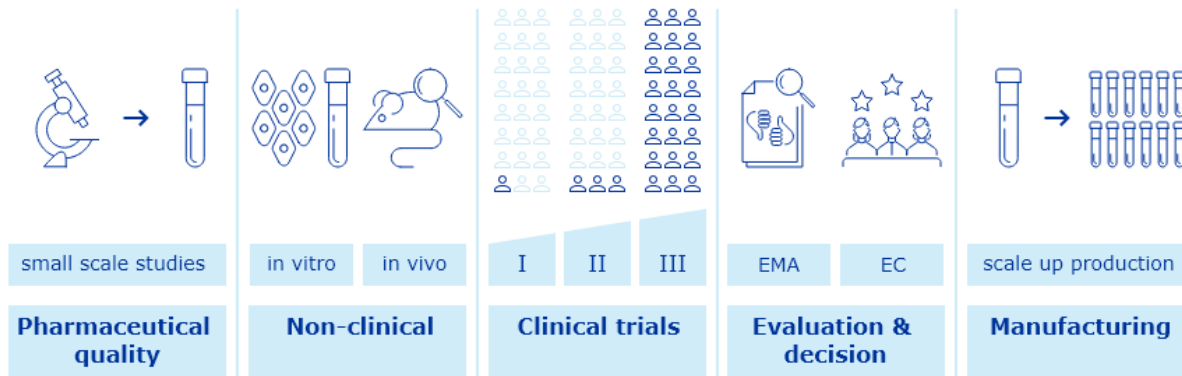 small scale studies
in vitro
in vivo
I
II
III
EMA
EC
scale up production
Pharmaceutical
quality
Non-clinical
Clinical trials
Evaluation &
decision
Manufacturing